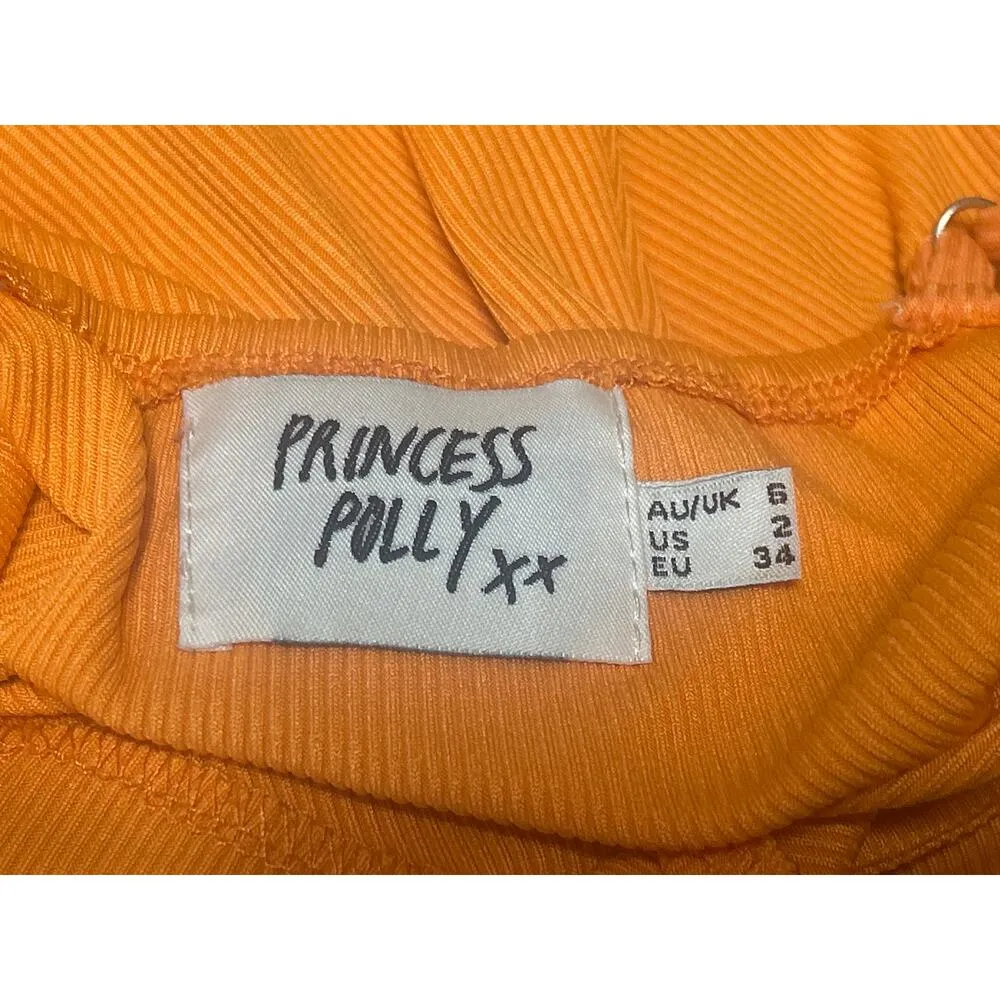 PRINCESS
POLLY xx
AU/UK 6
US 2
EU 34